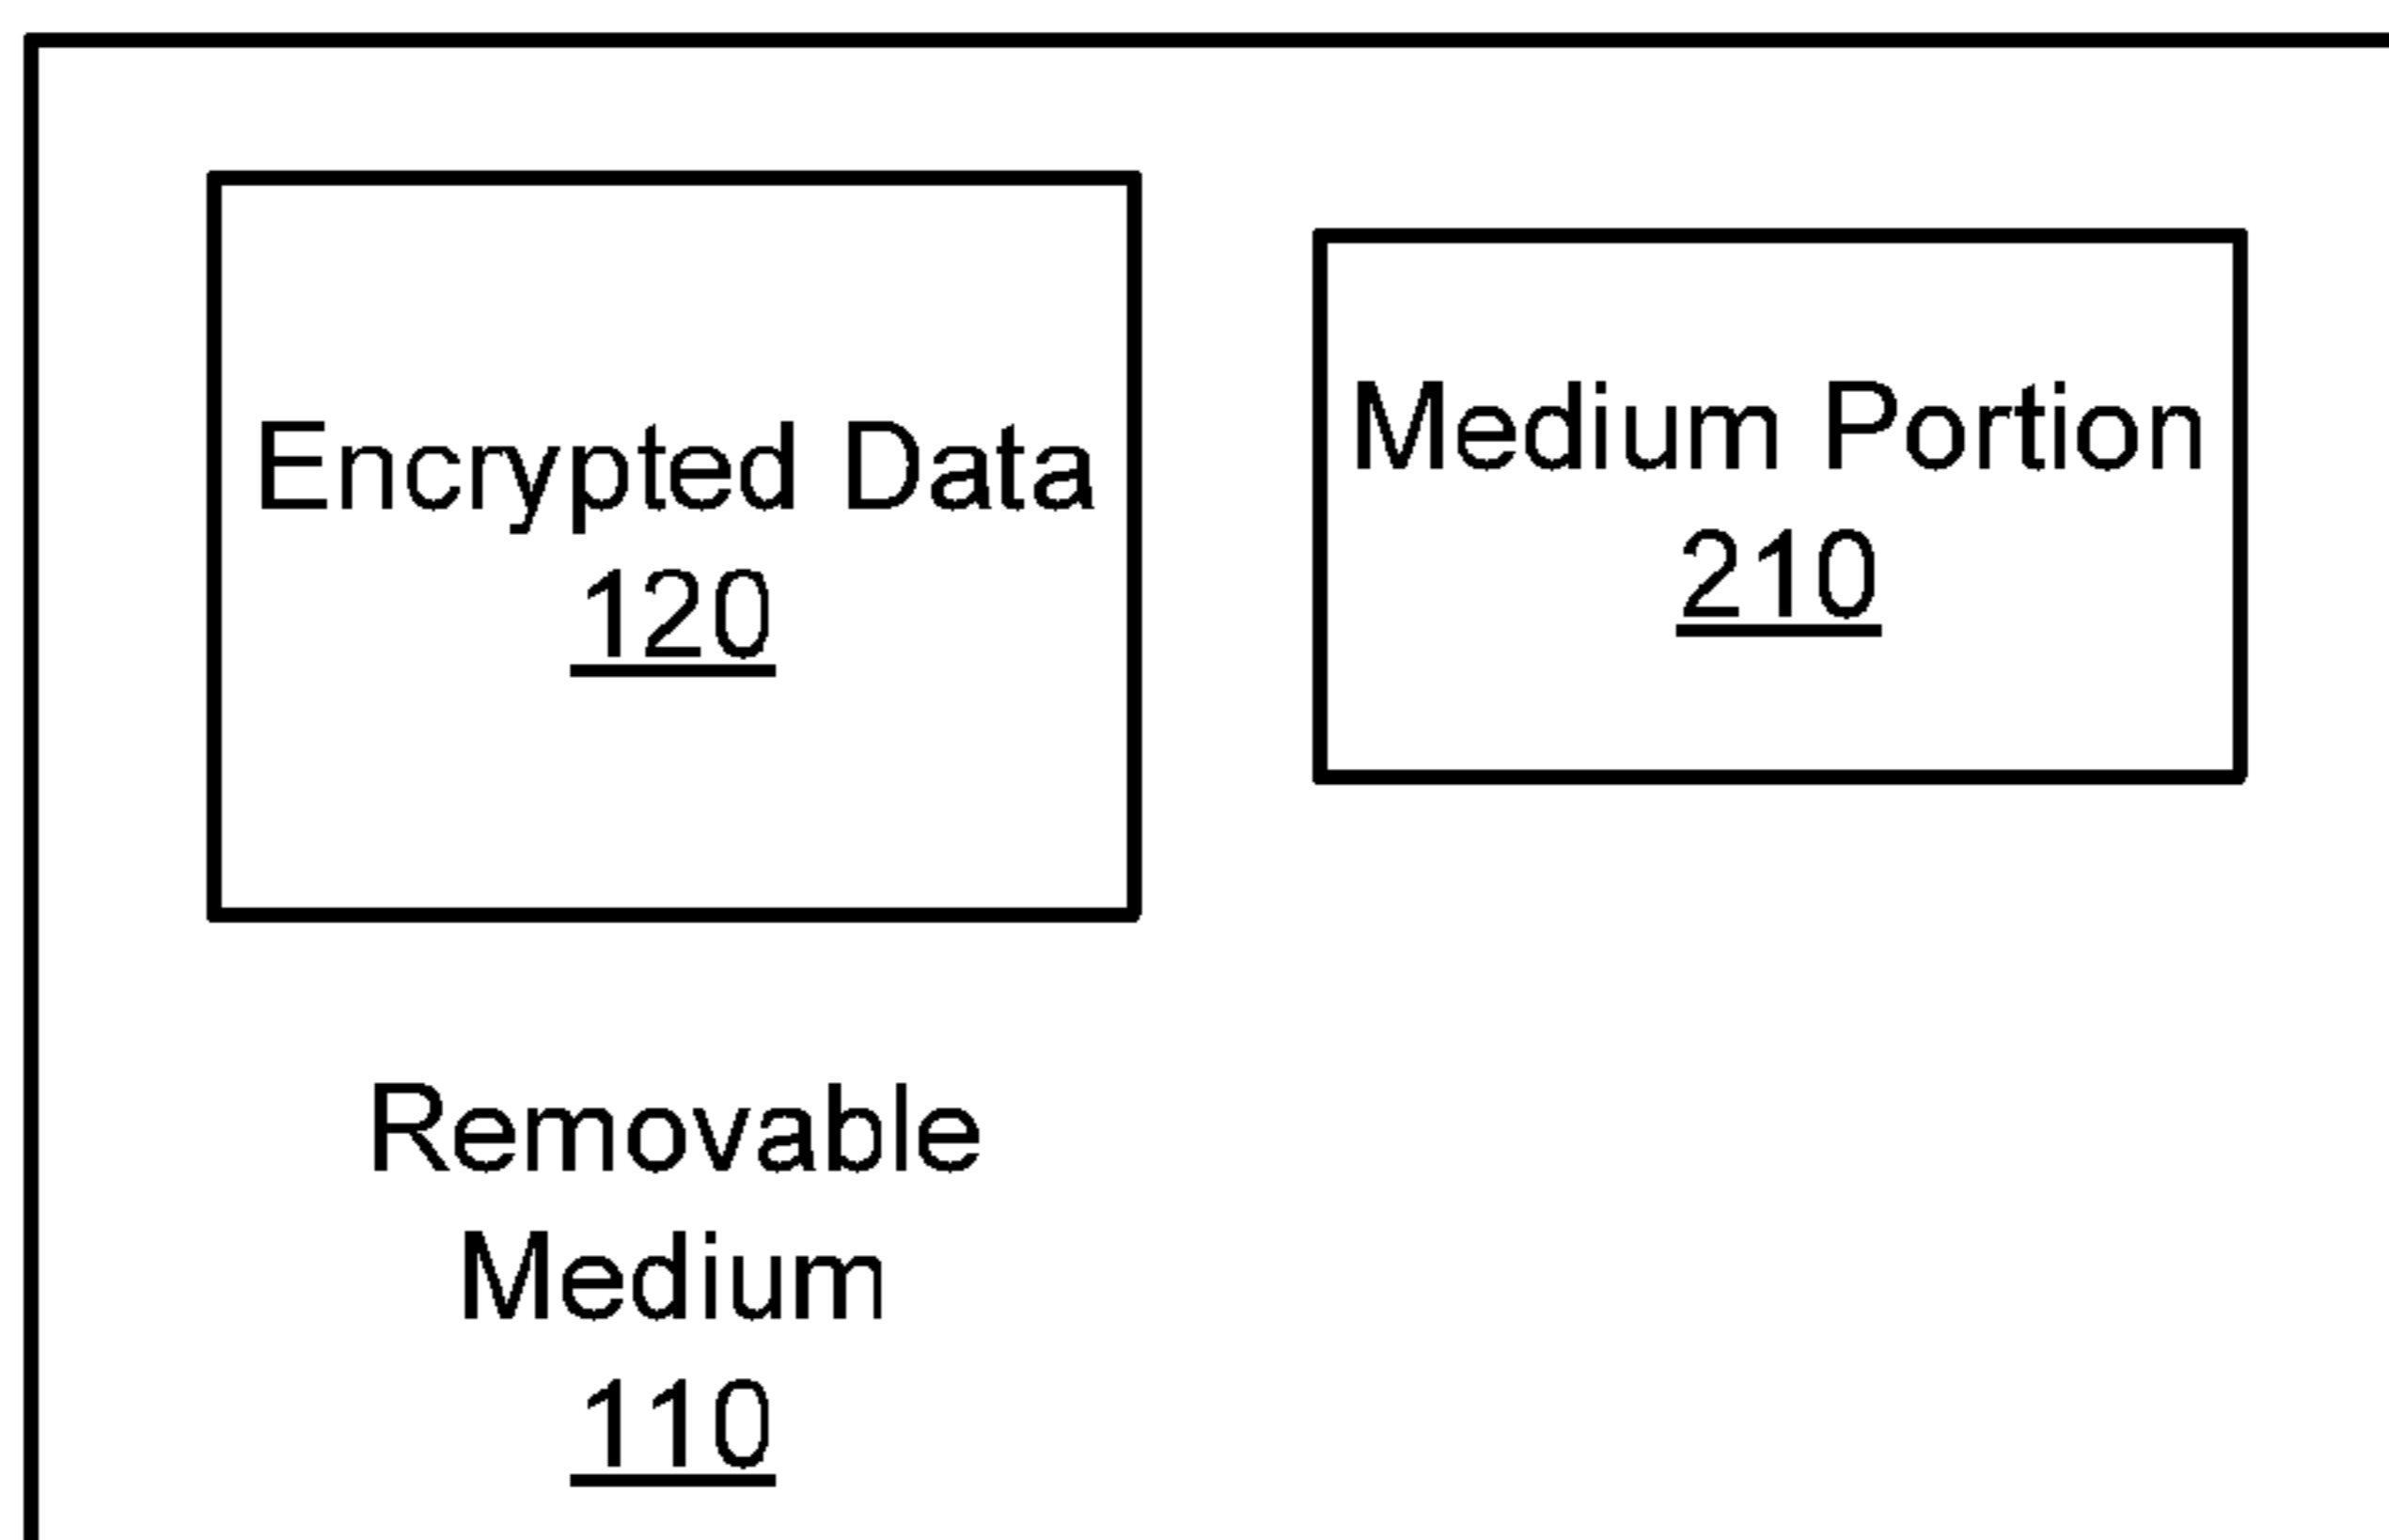 Encrypted Data
120
Medium Portion
210
Removable
Medium
110